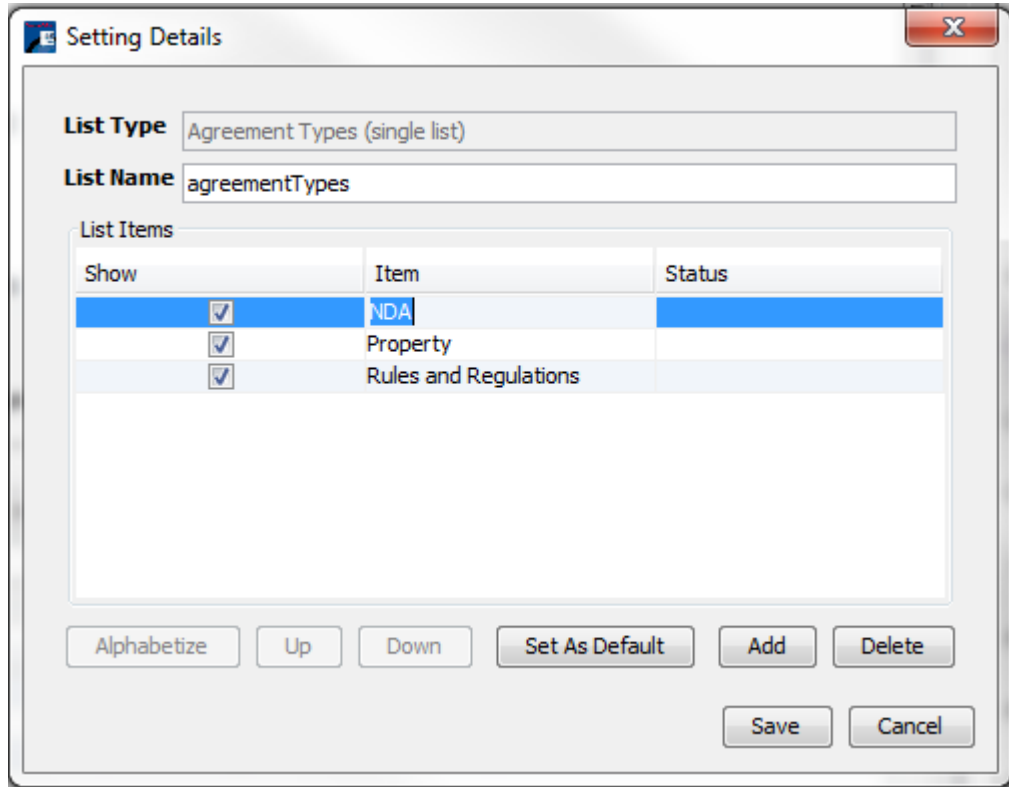 Setting Details
List Type Agreement Types (single list)
List Name agreementTypes
List Items
Show Item Status
NDA
Property
Rules and Regulations
Alphabetize Up Down Set As Default Add Delete
Save Cancel